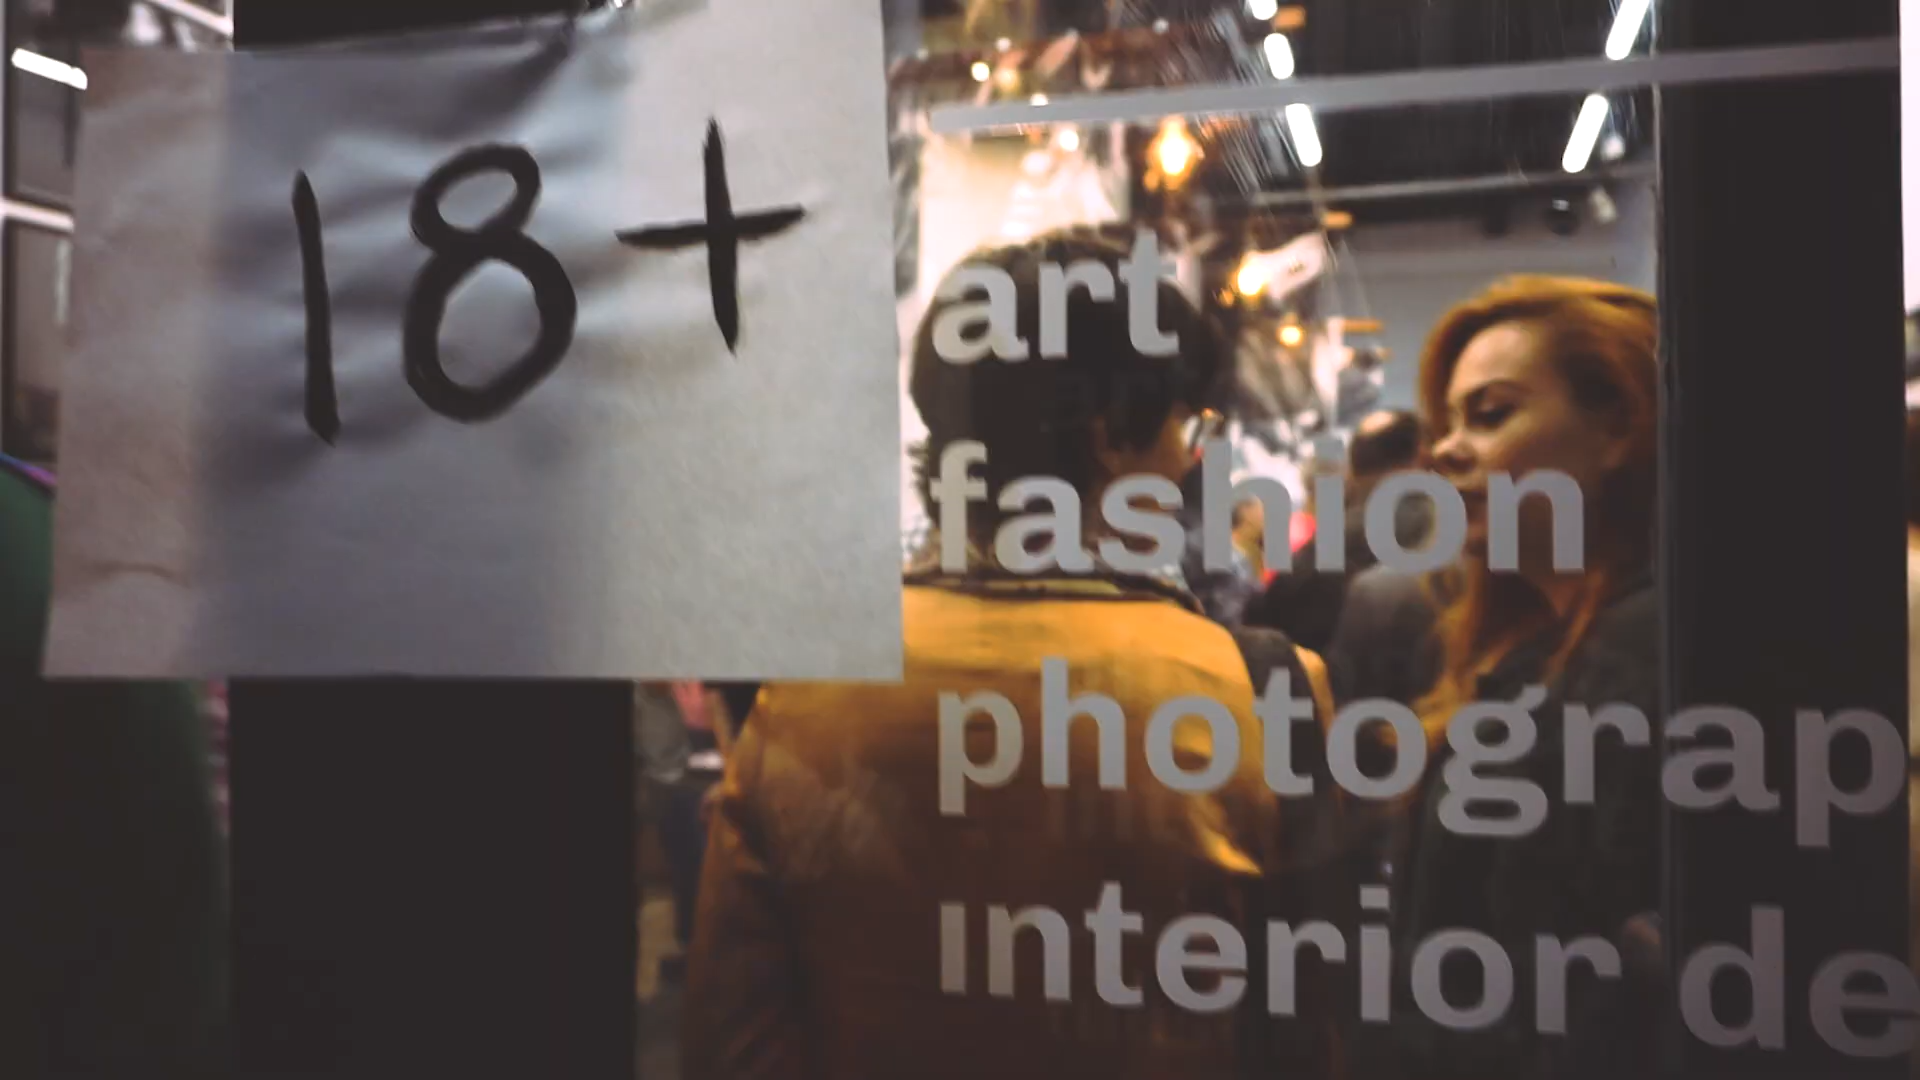 18+
art
fashion
photograp
interior de